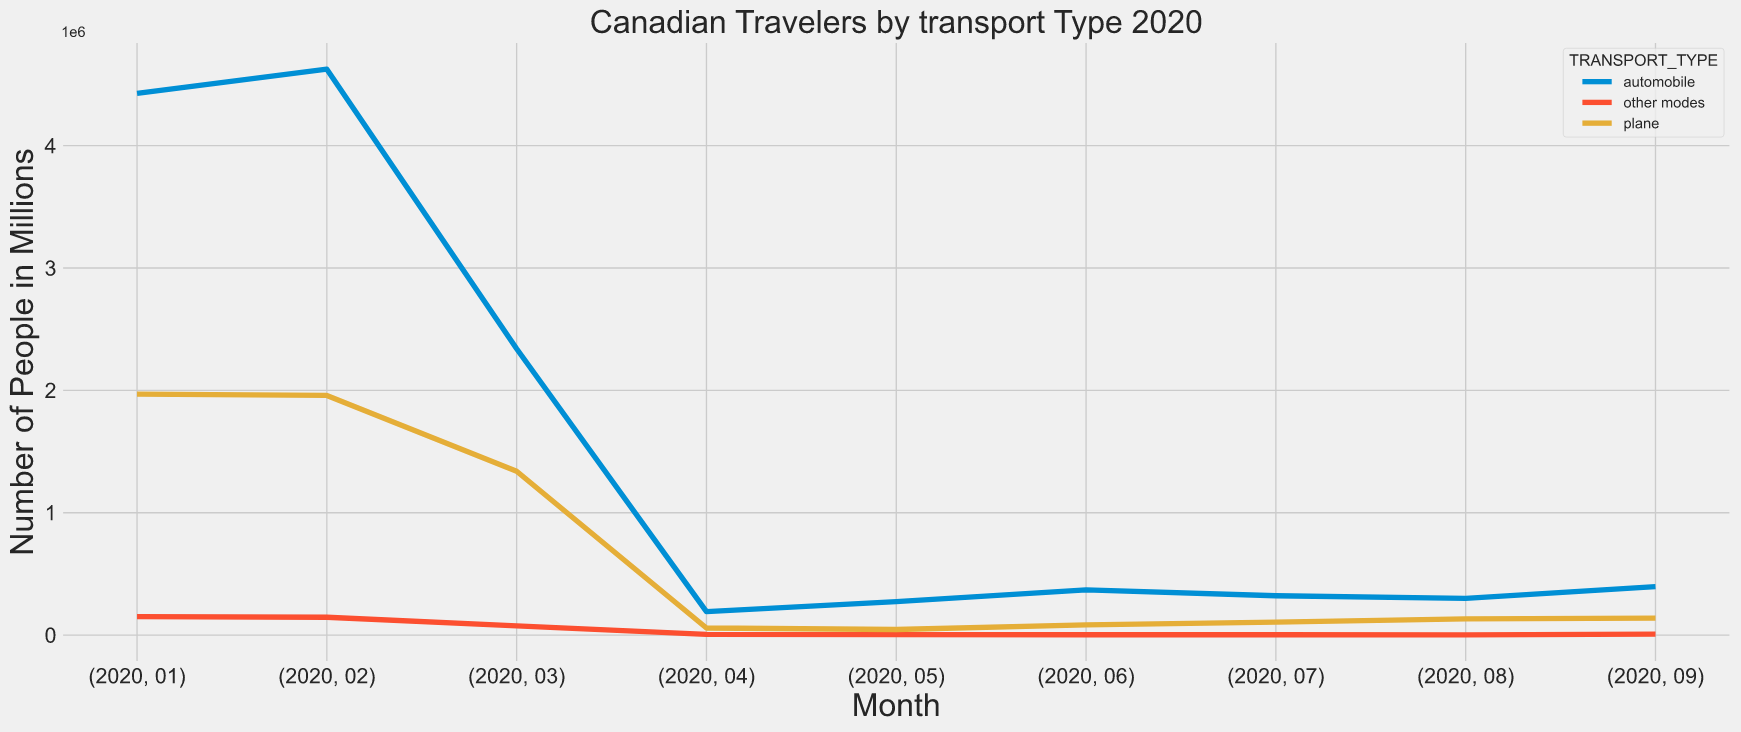 Canadian Travelers by transport Type 2020
1e6
TRANSPORT_TYPE
automobile
other modes
plane
Number of People in Millions
4
3
2
1
0
(2020, 01) (2020, 02) (2020, 03) (2020, 04) (2020, 05) (2020, 06) (2020, 07) (2020, 08) (2020, 09)
Month